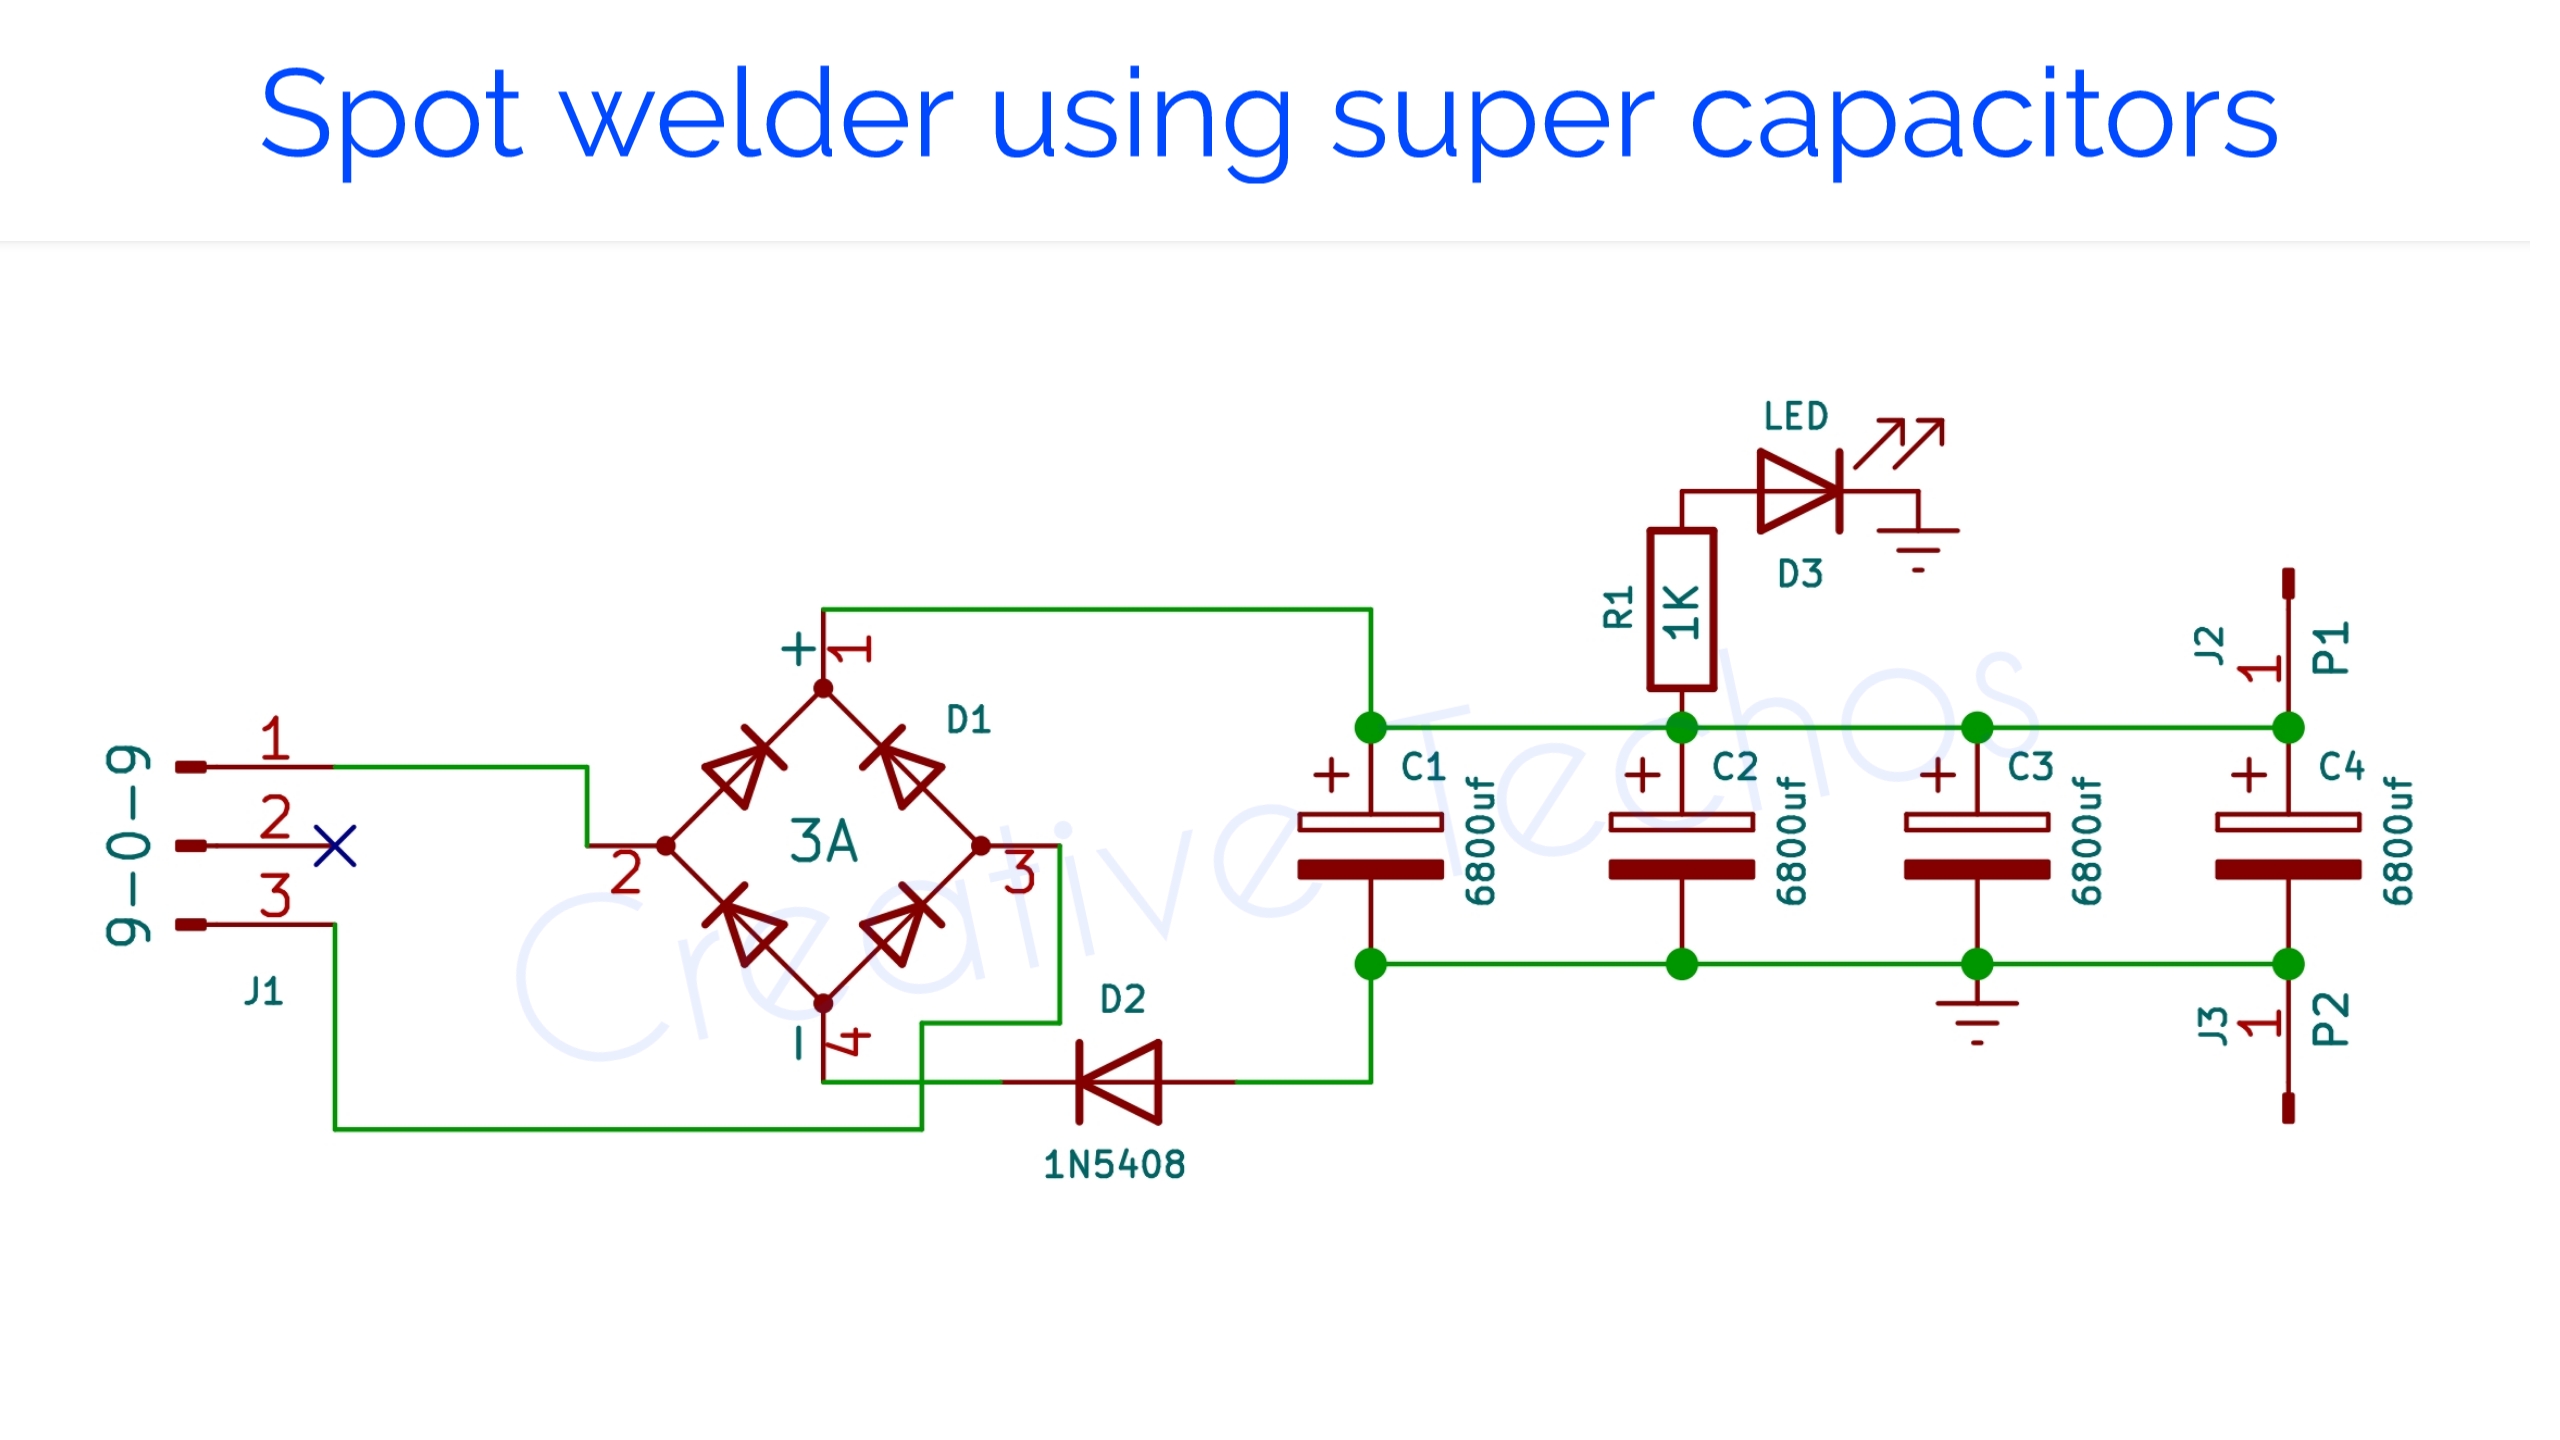 Spot welder using super capacitors
LED
D3
R1
1K
+
1
D1
3A
2
3
-
4
9-0-9
1
2
3
J1
D2
1N5408
+
C1
6800uf
+
C2
6800uf
+
C3
6800uf
+
C4
6800uf
J2
1
P1
J3
1
P2
Creative Techos